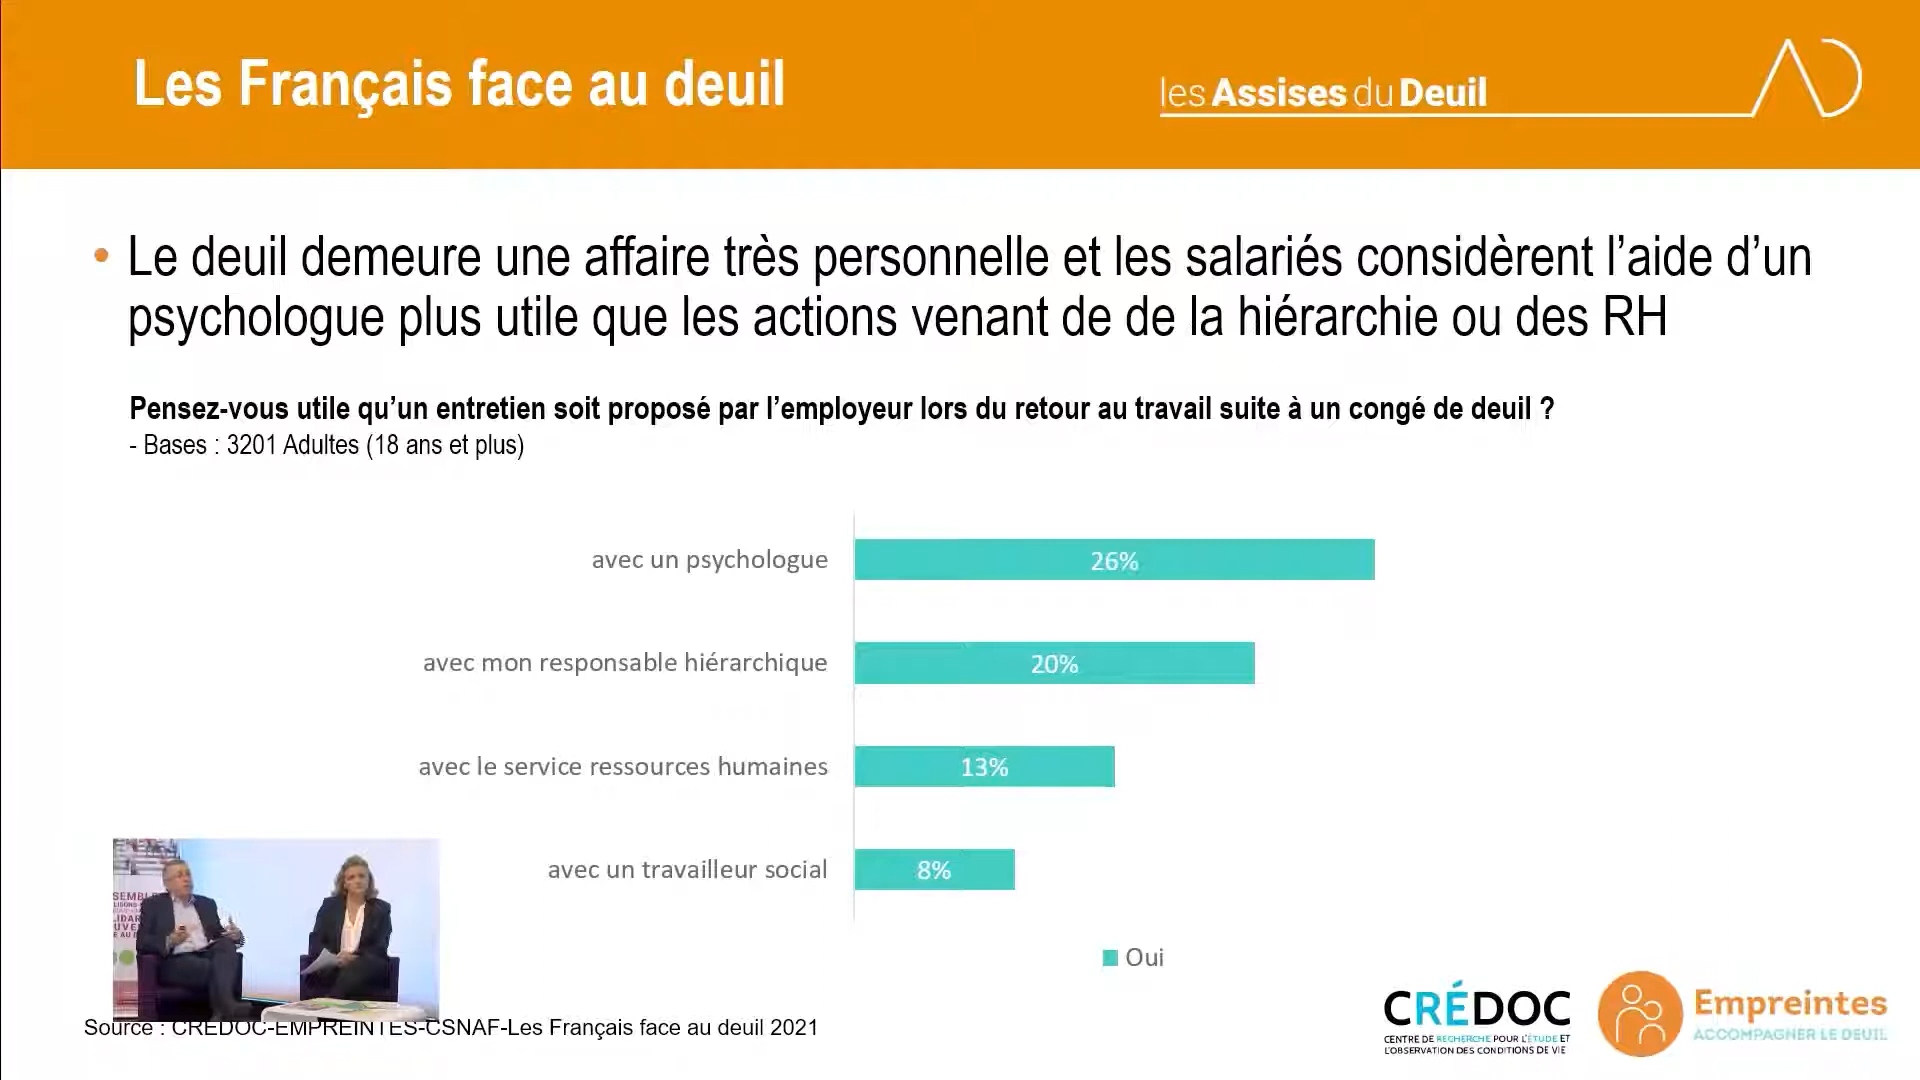 Les Français face au deuil
les Assises du Deuil
AD
• Le deuil demeure une affaire très personnelle et les salariés considèrent l’aide d’un
psychologue plus utile que les actions venant de de la hiérarchie ou des RH
Pensez-vous utile qu’un entretien soit proposé par l’employeur lors du retour au travail suite à un congé de deuil ?
- Bases : 3201 Adultes (18 ans et plus)
avec un psychologue
26%
avec mon responsable hiérarchique
20%
avec le service ressources humaines
13%
avec un travailleur social
8%
Oui
Source : CREDOC-EMPREINTES-CSNAF-Les Français face au deuil 2021
CRÉDOC
CENTRE DE RECHERCHE POUR L'ÉTUDE ET
L'OBSERVATION DES CONDITIONS DE VIE
Empreintes
ACCOMPAGNER LE DEUIL